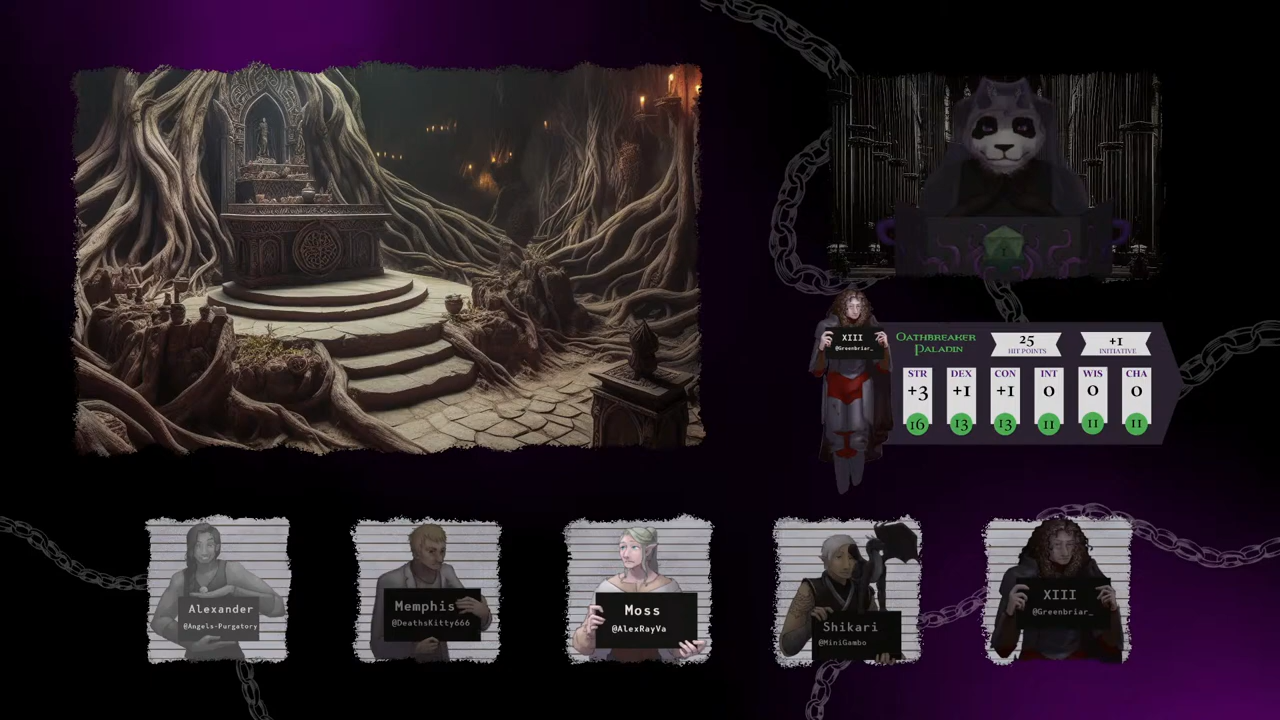 XIII
@Greenbriar_
Oathbreaker
Paladin
25
HIT POINTS
+1
INITIATIVE
STR
DEX
CON
INT
WIS
CHA
+3
+1
+1
0
0
0
16
13
13
11
11
11
Alexander
@Angels-Purgatory
Memphis
@DeathsKitty666
Moss
@AlexRayVa
Shikari
@MiniGambo
XIII
@Greenbriar_